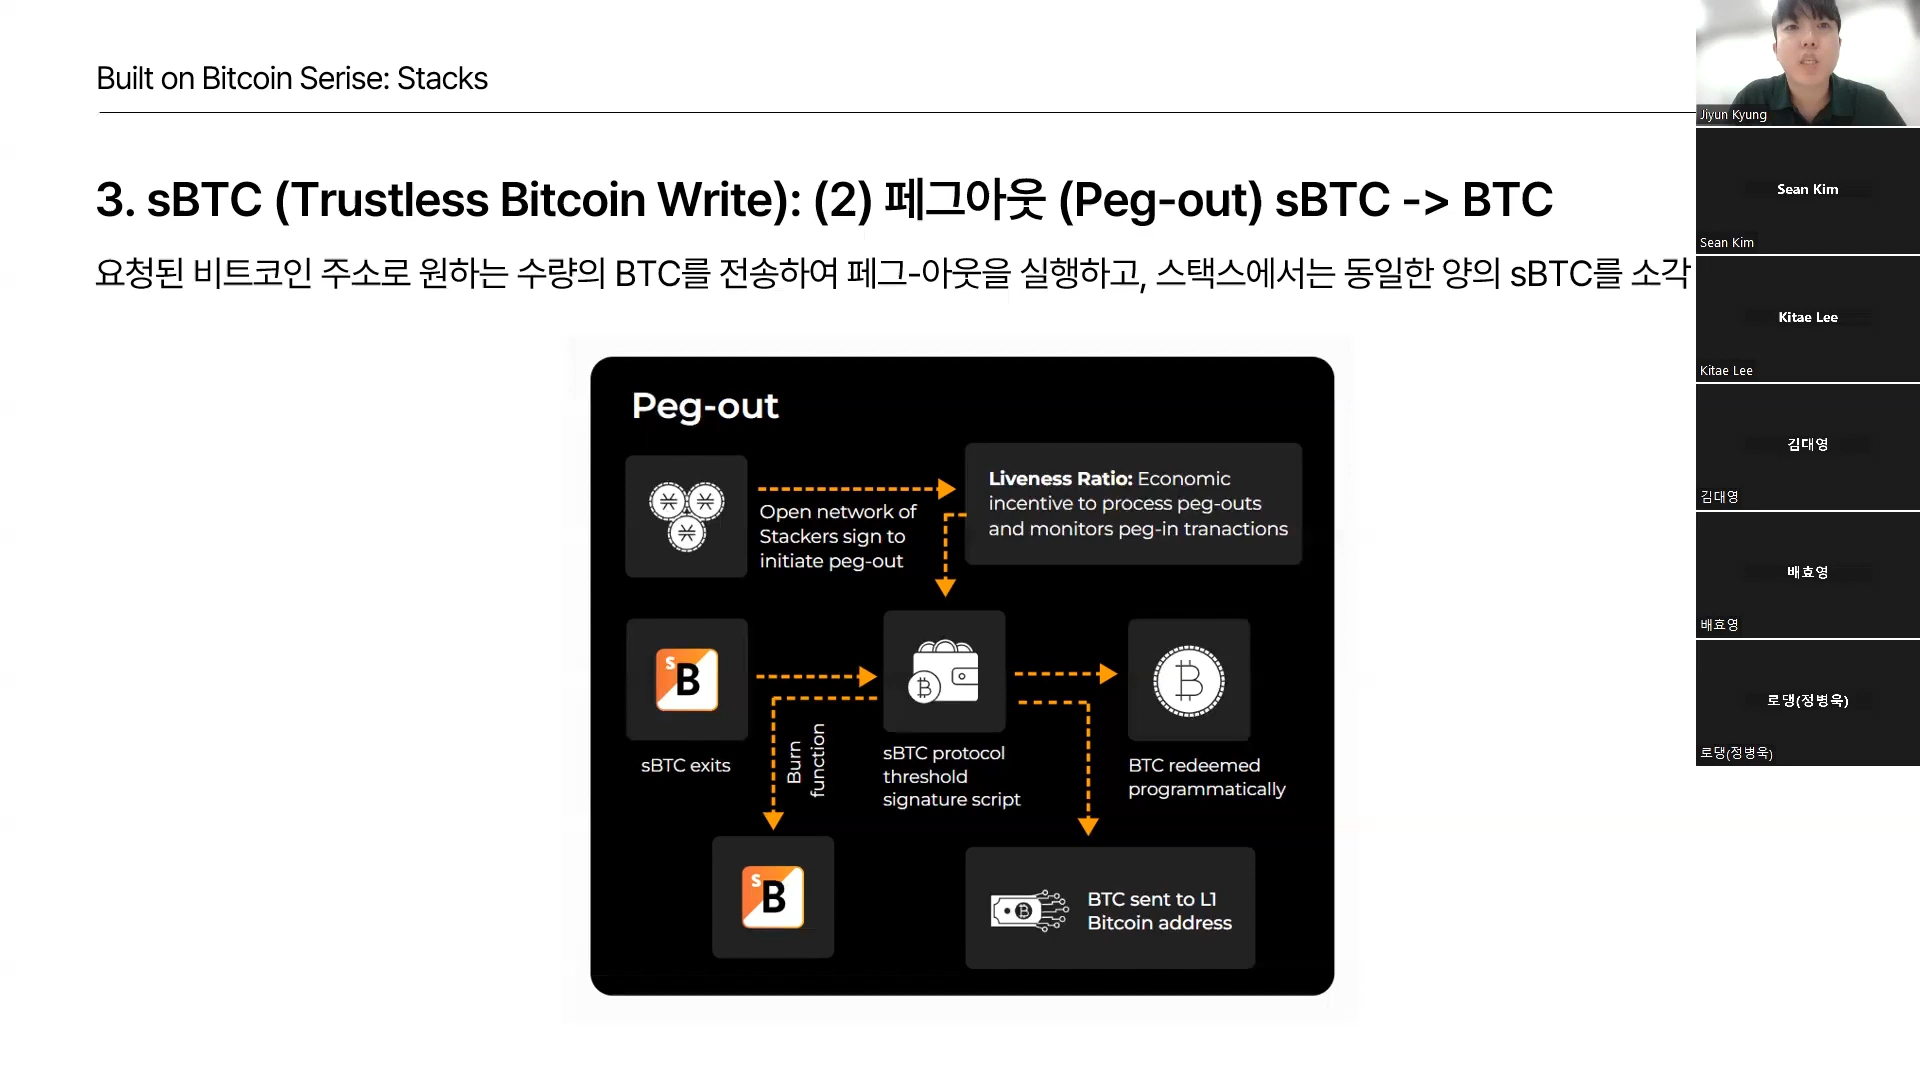 Built on Bitcoin Serise: Stacks
3. sBTC (Trustless Bitcoin Write): (2) 페그아웃 (Peg-out) sBTC -> BTC
요청된 비트코인 주소로 원하는 수량의 BTC를 전송하여 페그-아웃을 실행하고, 스택스에서는 동일한 양의 sBTC를 소각
Peg-out
Open network of
Stackers sign to
initiate peg-out
Liveness Ratio: Economic
incentive to process peg-outs
and monitors peg-in tranactions
sBTC exits
Burn
function
sBTC protocol
threshold
signature script
BTC redeemed
programmatically
BTC sent to L1
Bitcoin address
Jiyun Kyung
Sean Kim
Sean Kim
Kitae Lee
Kitae Lee
김대영
김대영
배효영
배효영
로댕(정병욱)
로댕(정병욱)